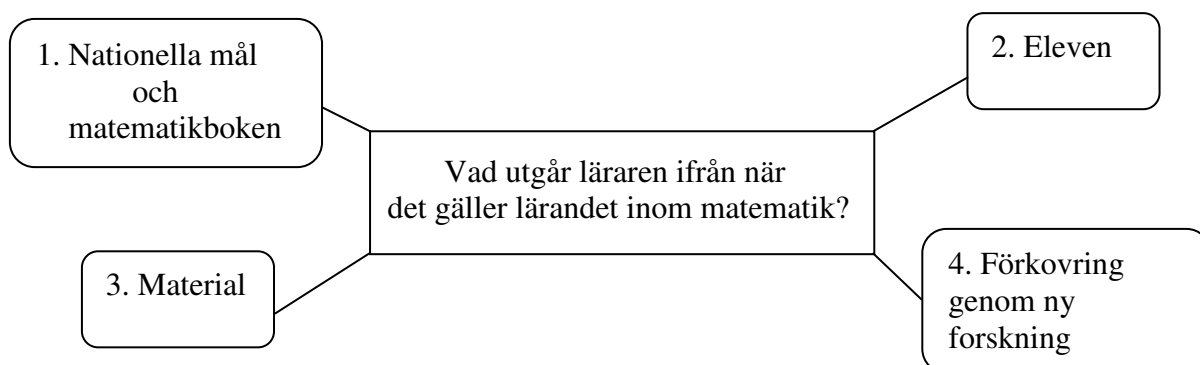 1. Nationella mål
och
matematikboken
2. Eleven
Vad utgår läraren ifrån när
det gäller lärandet inom matematik?
3. Material
4. Förkovring
genom ny
forskning